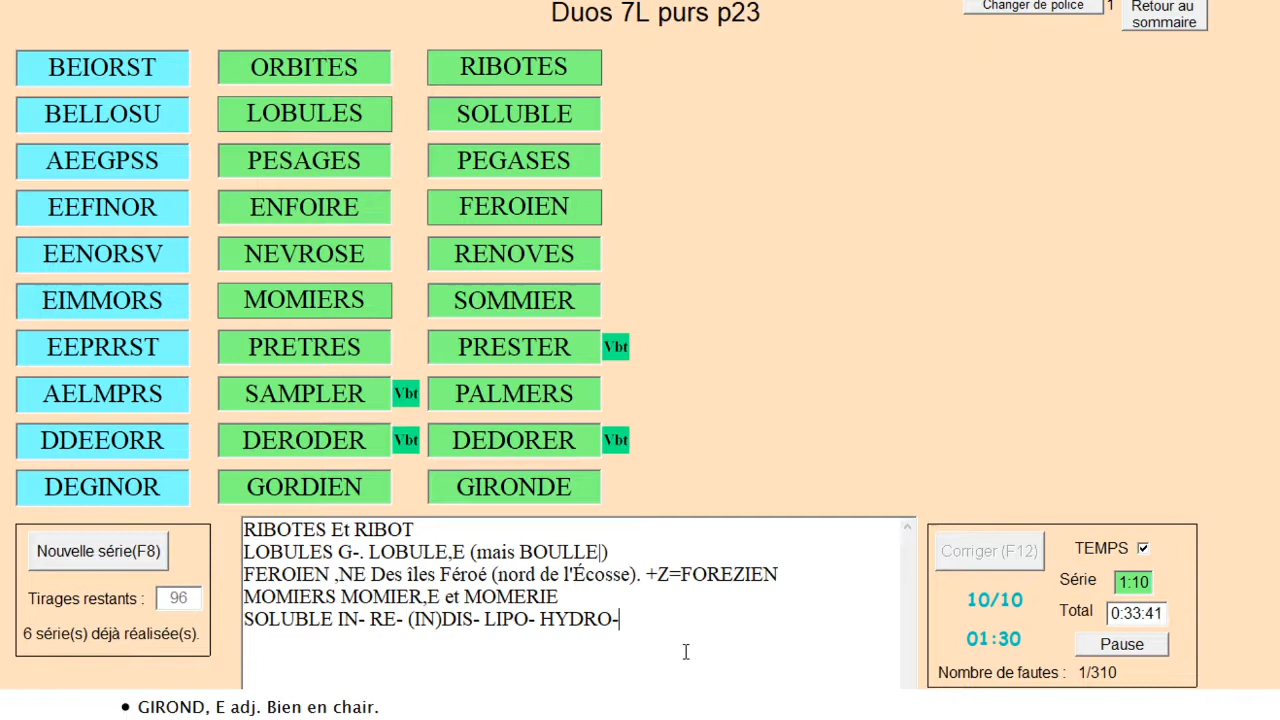 Duos 7L purs p23
Changer de police 1 Retour au sommaire
BEIORST ORBITES RIBOTES
BELLOSU LOBULES SOLUBLE
AEEGPSS PESAGES PEGASES
EEFINOR ENFOIRE FEROIEN
EENORSV NEVROSE RENOVES
EIMMORS MOMIERS SOMMIER
EEPRRST PRETRES PRESTER Vbt
AELMPRS SAMPLER Vbt PALMERS
DDEEORR DERODER Vbt DEDORER Vbt
DEGINOR GORDIEN GIRONDE
Nouvelle série(F8)
Tirages restants : 96
6 série(s) déjà réalisée(s).
RIBOTES Et RIBOT
LOBULES G-. LOBULE,E (mais BOULLE|)
FEROIEN ,NE Des îles Féroé (nord de l'Écosse). +Z=FOREZIEN
MOMIERS MOMIER,E et MOMERIE
SOLUBLE IN- RE- (IN)DIS- LIPO- HYDRO-
Corriger (F12) TEMPS
Série 1:10
10/10 Total 0:33:41
01:30 Pause
Nombre de fautes : 1/310
• GIROND, E adj. Bien en chair.